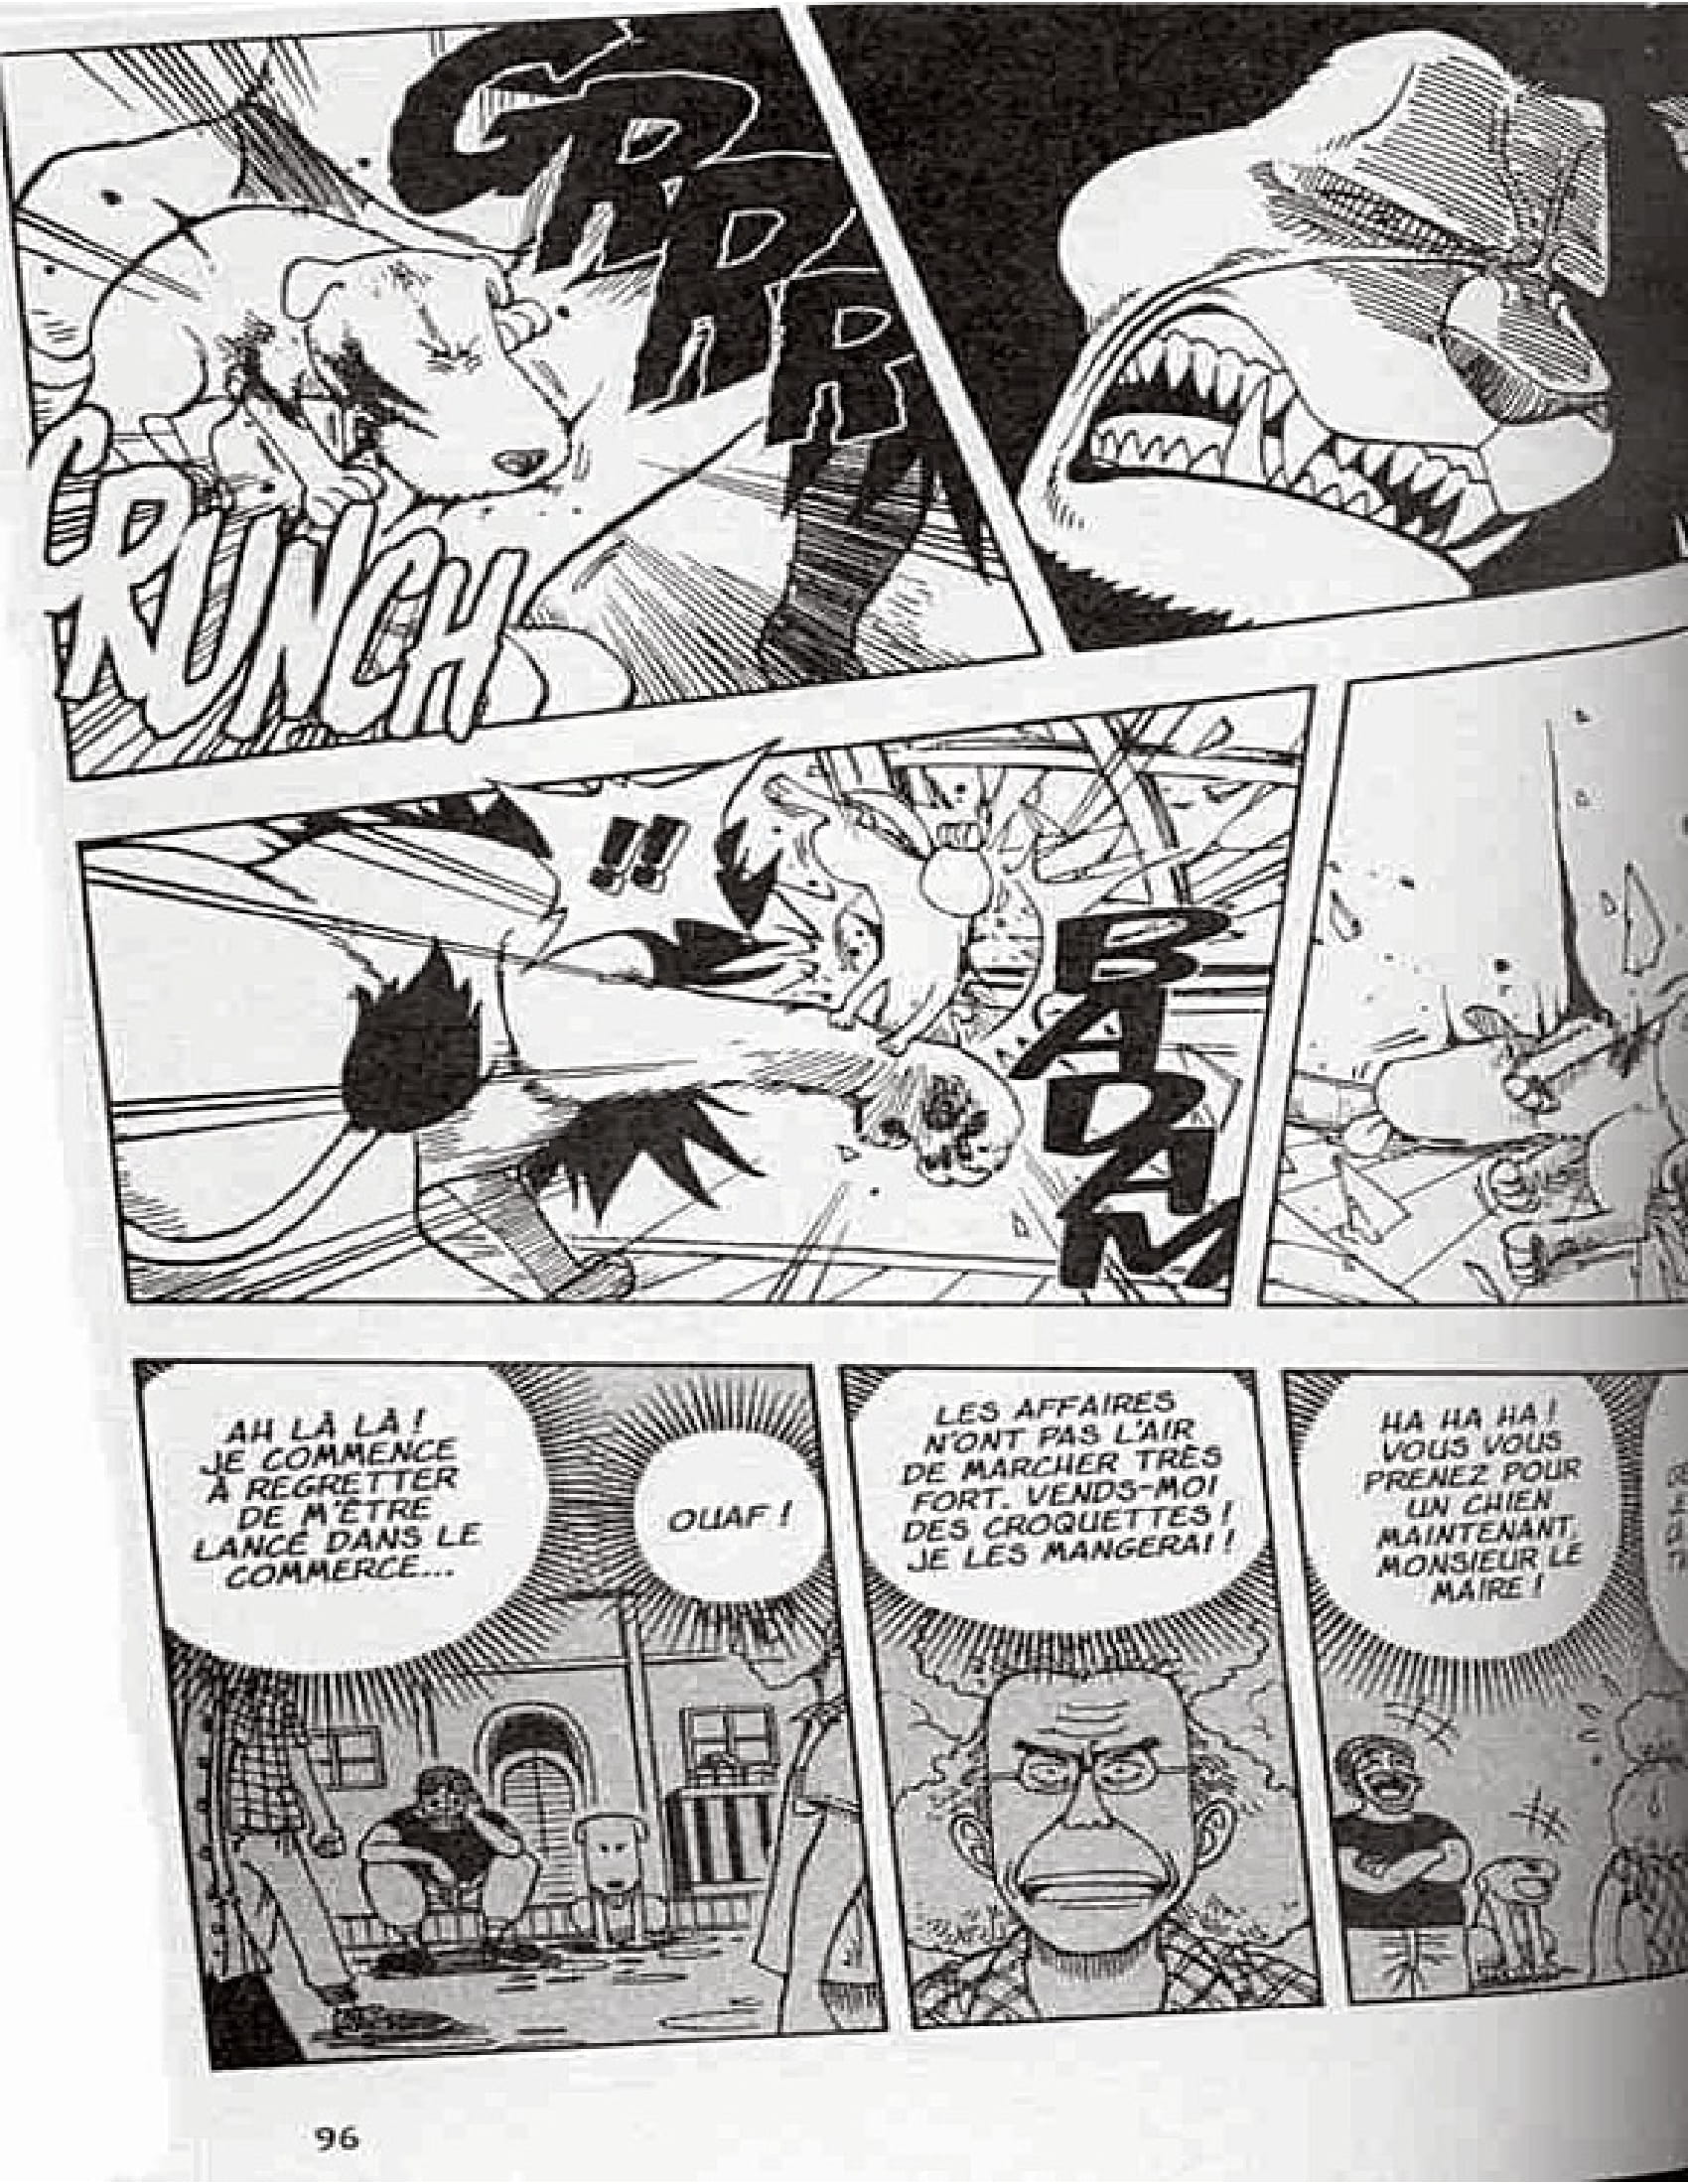 GRRRR
CRUNCH
!!
BADAM
AH LÀ LÀ !
JE COMMENCE
À REGRETTER
DE M'ÊTRE
LANCÉ DANS LE
COMMERCE...
OUAF !
LES AFFAIRES
N'ONT PAS L'AIR
DE MARCHER TRÈS
FORT. VENDS-MOI
DES CROQUETTES !
JE LES MANGERAI !
HA HA HA !
VOUS VOUS
PRENEZ POUR
UN CHIEN
MAINTENANT,
MONSIEUR LE
MAIRE !
96